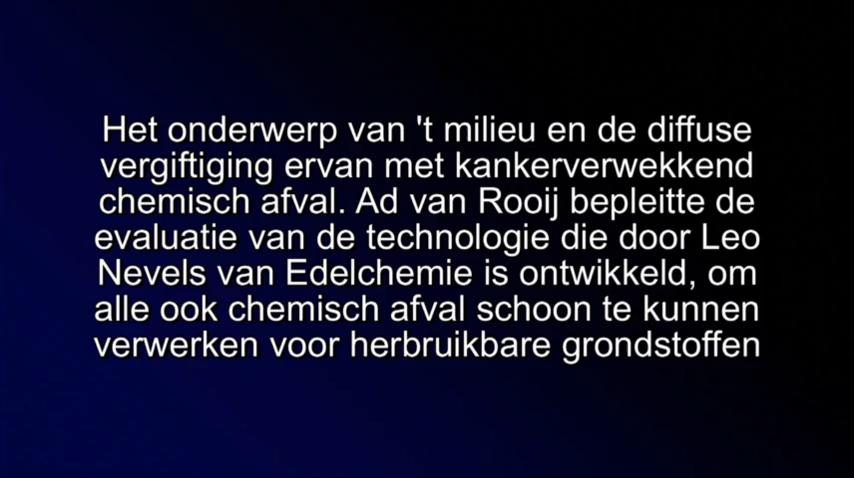 Het onderwerp van 't milieu en de diffuse
vergiftiging ervan met kankerverwekkend
chemisch afval. Ad van Rooij bepleitte de
evaluatie van de technologie die door Leo
Nevels van Edelchemie is ontwikkeld, om
alle ook chemisch afval schoon te kunnen
verwerken voor herbruikbare grondstoffen